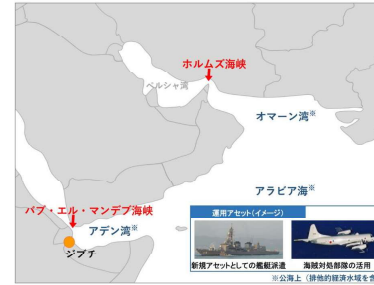 ホルムズ海峡
ペルシャ湾
オマーン湾※
アラビア海※
バブ・エル・マンデブ海峡
アデン湾※
ジブチ
運用アセット(イメージ)
新規アセットとしての艦艇派遣
海賊対処部隊の活用
※公海上(排他的経済水域を含